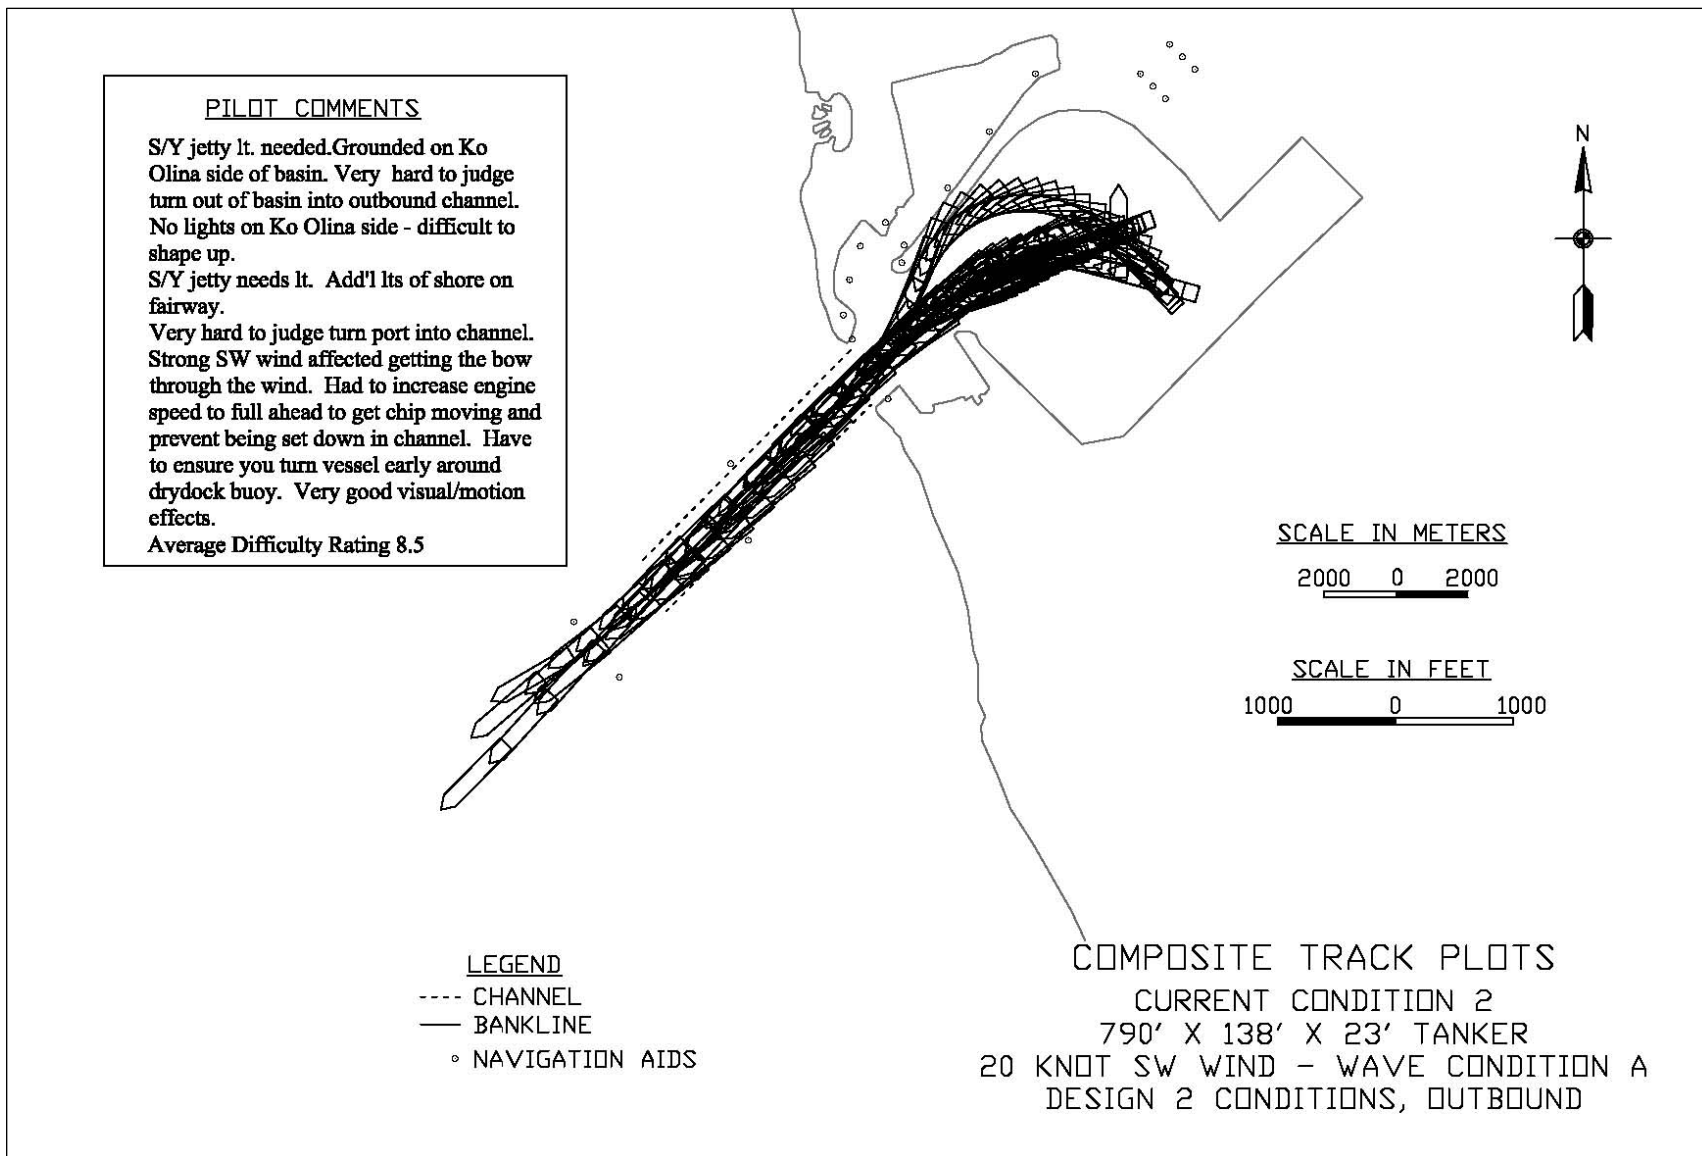 PILOT COMMENTS
S/Y jetty lt. needed.Grounded on Ko
Olina side of basin. Very hard to judge
turn out of basin into outbound channel.
No lights on Ko Olina side - difficult to
shape up.
S/Y jetty needs lt. Add'l lts of shore on
fairway.
Very hard to judge turn port into channel.
Strong SW wind affected getting the bow
through the wind. Had to increase engine
speed to full ahead to get chip moving and
prevent being set down in channel. Have
to ensure you turn vessel early around
drydock buoy. Very good visual/motion
effects.
Average Difficulty Rating 8.5
N
SCALE IN METERS
2000 0 2000
SCALE IN FEET
1000 0 1000
LEGEND
CHANNEL
BANKLINE
NAVIGATION AIDS
COMPOSITE TRACK PLOTS
CURRENT CONDITION 2
790' X 138' X 23' TANKER
20 KNOT SW WIND - WAVE CONDITION A
DESIGN 2 CONDITIONS, OUTBOUND